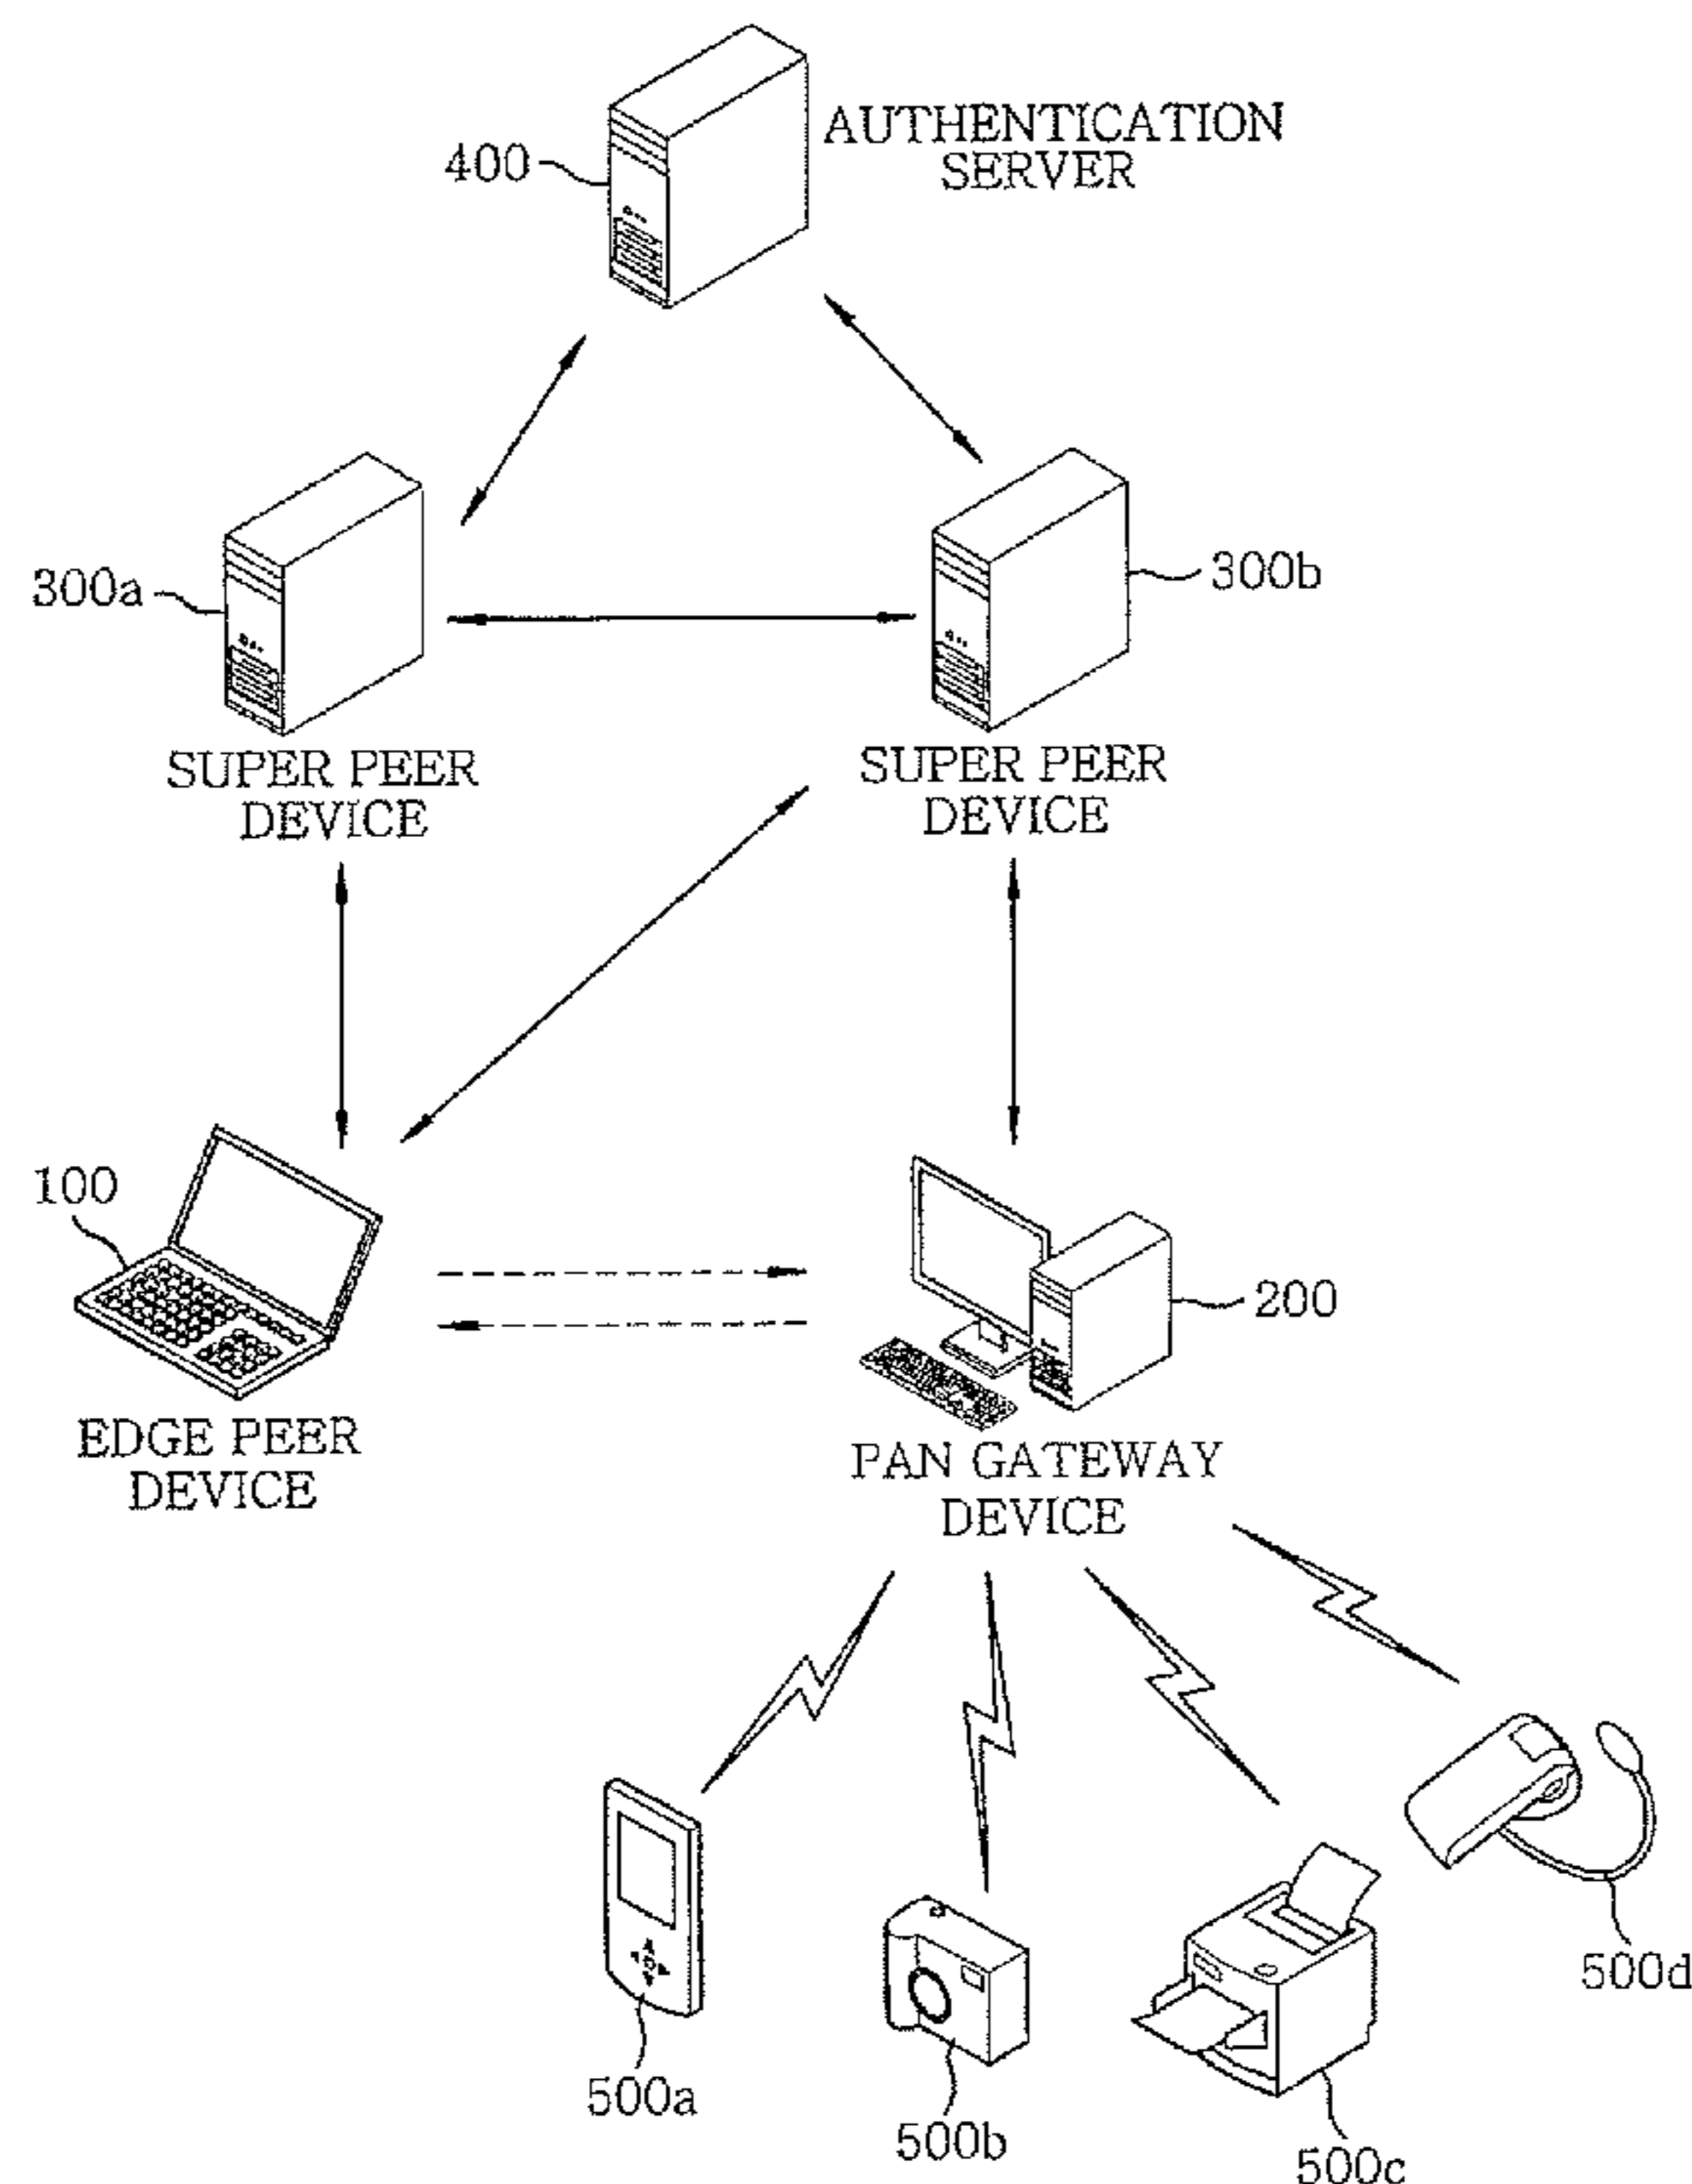 AUTHENTICATION
SERVER
400
300a
300b
SUPER PEER
DEVICE
SUPER PEER
DEVICE
100
200
EDGE PEER
DEVICE
PAN GATEWAY
DEVICE
500d
500a
500b
500c